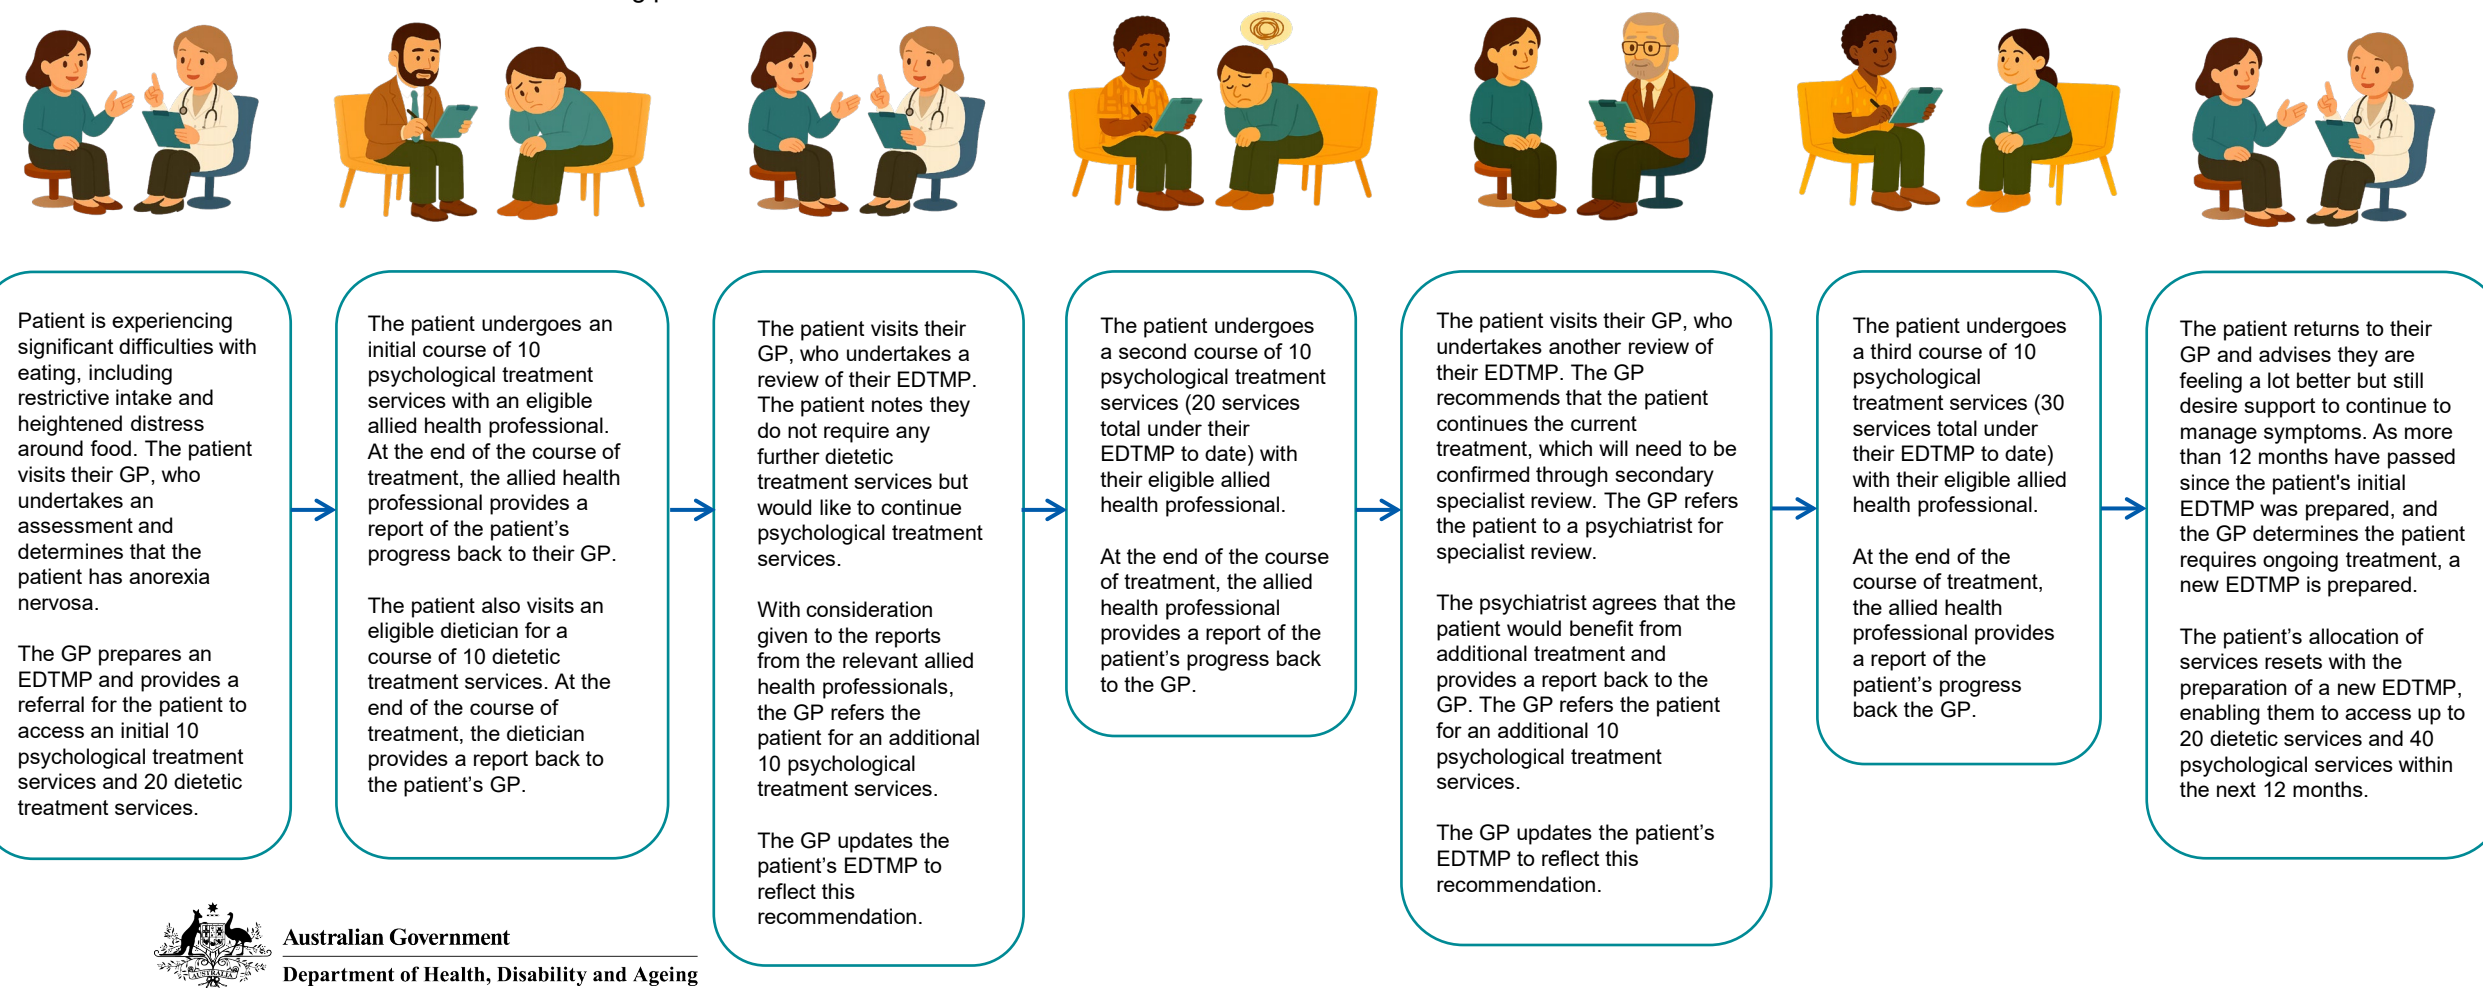 Patient is experiencing
significant difficulties with
eating, including
restrictive intake and
heightened distress
around food. The patient
visits their GP, who
undertakes an
assessment and
determines that the
patient has anorexia
nervosa.
The GP prepares an
EDTMP and provides a
referral for the patient to
access an initial 10
psychological treatment
services and 20 dietetic
treatment services.
The patient undergoes an
initial course of 10
psychological treatment
services with an eligible
allied health professional.
At the end of the course of
treatment, the allied health
professional provides a
report of the patient’s
progress back to their GP.
The patient also visits an
eligible dietician for a
course of 10 dietetic
treatment services. At the
end of the course of
treatment, the dietician
provides a report back to
the patient’s GP.
The patient visits their
GP, who undertakes a
review of their EDTMP.
The patient notes they
do not require any
further dietetic
treatment services but
would like to continue
psychological treatment
services.
With consideration
given to the reports
from the relevant allied
health professionals,
the GP refers the
patient for an additional
10 psychological
treatment services.
The GP updates the
patient’s EDTMP to
reflect this
recommendation.
The patient undergoes
a second course of 10
psychological treatment
services (20 services
total under their
EDTMP to date) with
their eligible allied
health professional.
At the end of the course
of treatment, the allied
health professional
provides a report of the
patient’s progress back
to the GP.
The patient visits their GP, who
undertakes another review of
their EDTMP. The GP
recommends that the patient
continues the current
treatment, which will need to be
confirmed through secondary
specialist review. The GP refers
the patient to a psychiatrist for
specialist review.
The psychiatrist agrees that the
patient would benefit from
additional treatment and
provides a report back to the
GP. The GP refers the patient
for an additional 10
psychological treatment
services.
The GP updates the patient’s
EDTMP to reflect this
recommendation.
The patient undergoes
a third course of 10
psychological
treatment services (30
services total under
their EDTMP to date)
with their eligible allied
health professional.
At the end of the
course of treatment,
the allied health
professional provides
a report of the
patient’s progress
back the GP.
The patient returns to their
GP and advises they are
feeling a lot better but still
desire support to continue to
manage symptoms. As more
than 12 months have passed
since the patient's initial
EDTMP was prepared, and
the GP determines the patient
requires ongoing treatment, a
new EDTMP is prepared.
The patient’s allocation of
services resets with the
preparation of a new EDTMP,
enabling them to access up to
20 dietetic services and 40
psychological services within
the next 12 months.
AUSTRALIA
Australian Government
Department of Health, Disability and Ageing